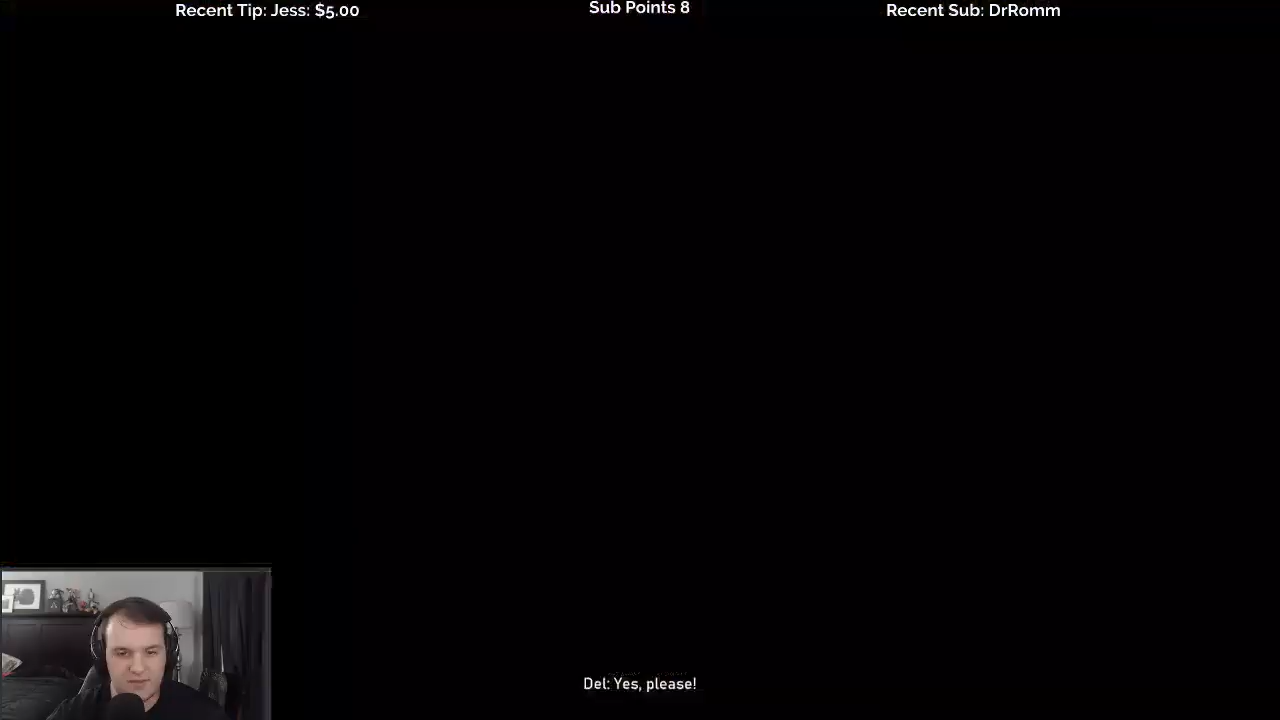 Recent Tip: Jess: $5.00
Sub Points 8
Recent Sub: DrRomm
Del: Yes, please!